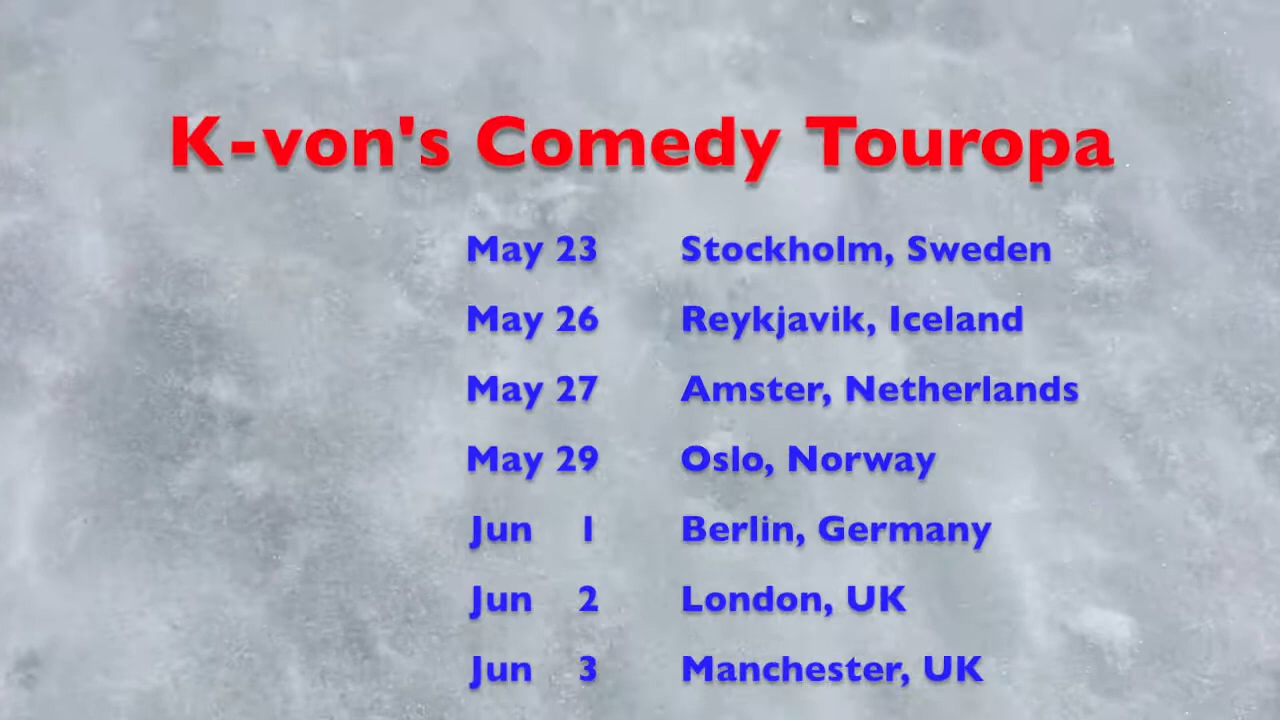 K-von's Comedy Touropa
May 23 Stockholm, Sweden
May 26 Reykjavik, Iceland
May 27 Amster, Netherlands
May 29 Oslo, Norway
Jun 1 Berlin, Germany
Jun 2 London, UK
Jun 3 Manchester, UK